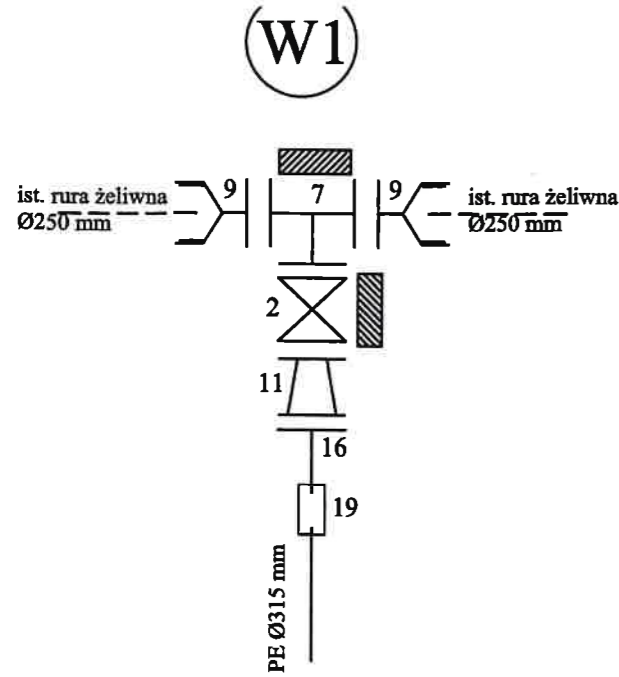 W1
ist. rura żeliwna
Ø250 mm
9
7
9
ist. rura żeliwna
Ø250 mm
2
11
16
19
PE Ø315 mm